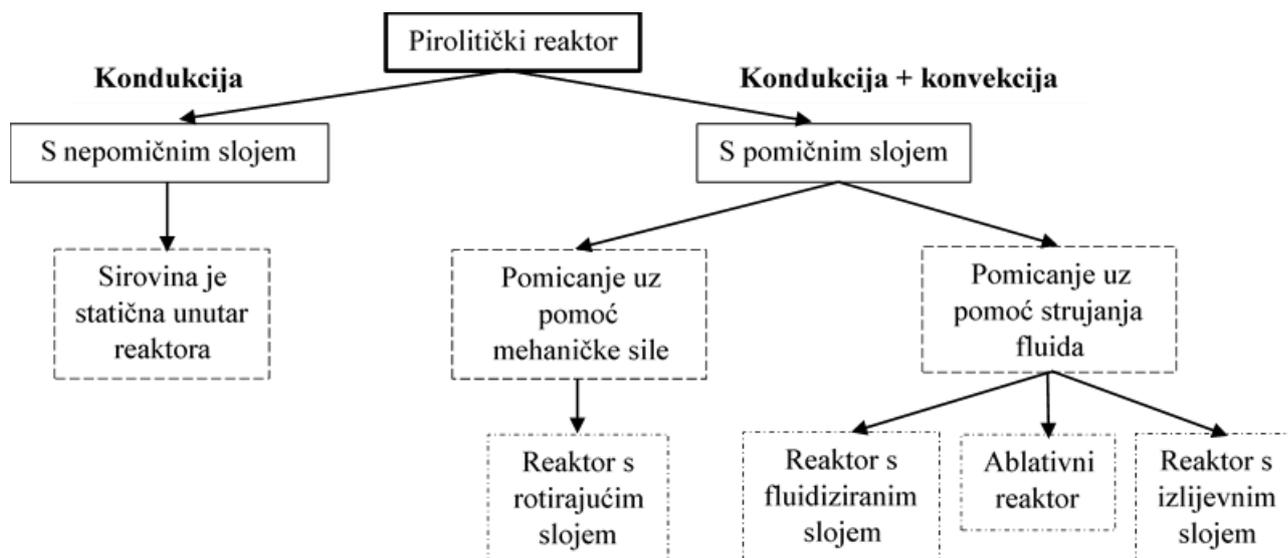 Pirolitički reaktor
Kondukcija
Kondukcija + konvekcija
S nepomičnim slojem
S pomičnim slojem
Sirovina je
statična unutar
reaktora
Pomicanje uz
pomoć
mehaničke sile
Pomicanje uz
pomoć strujanja
fluida
Reaktor s
rotirajućim
slojem
Reaktor s
fluidiziranim
slojem
Ablativni
reaktor
Reaktor s
izlijevnim
slojem